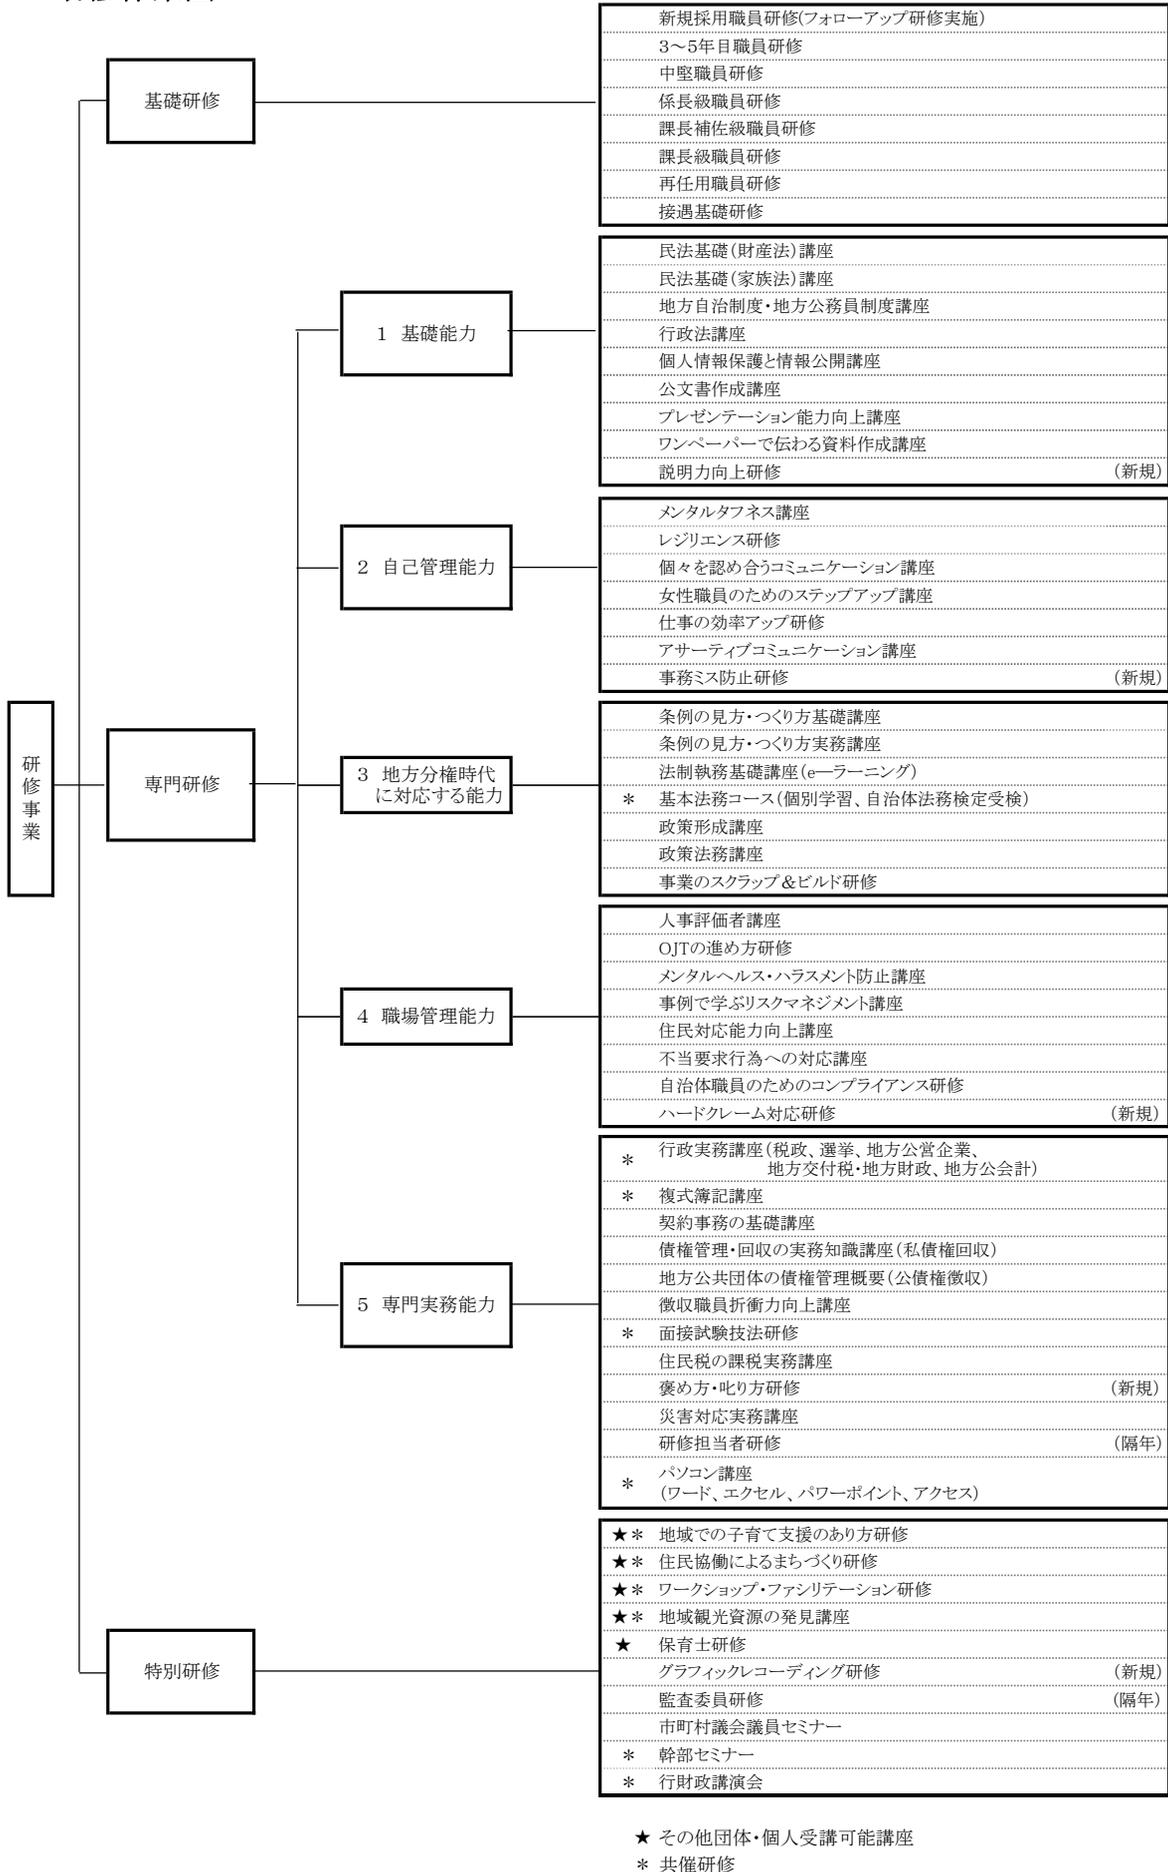 新規採用職員研修(フォローアップ研修実施)
3～5年目職員研修
中堅職員研修
基礎研修
係長級職員研修
課長補佐級職員研修
課長級職員研修
再任用職員研修
接遇基礎研修
民法基礎(財産法)講座
民法基礎(家族法)講座
地方自治制度・地方公務員制度講座
1 基礎能力
行政法講座
個人情報保護と情報公開講座
公文書作成講座
プレゼンテーション能力向上講座
ワンペーパーで伝わる資料作成講座
説明力向上研修 (新規)
メンタルタフネス講座
レジリエンス研修
2 自己管理能力
個々を認め合うコミュニケーション講座
女性職員のためのステップアップ講座
仕事の効率アップ研修
アサーティブコミュニケーション講座
事務ミス防止研修 (新規)
研修事業
専門研修
3 地方分権時代
に対応する能力
条例の見方・つくり方基礎講座
条例の見方・つくり方実務講座
法制執務基礎講座(e―ラーニング)
* 基本法務コース(個別学習、自治体法務検定受検)
政策形成講座
政策法務講座
事業のスクラップ&ビルド研修
人事評価者講座
OJTの進め方研修
メンタルヘルス・ハラスメント防止講座
4 職場管理能力
事例で学ぶリスクマネジメント講座
住民対応能力向上講座
不当要求行為への対応講座
自治体職員のためのコンプライアンス研修
ハードクレーム対応研修 (新規)
* 行政実務講座(税政、選挙、地方公営企業、
地方交付税・地方財政、地方公会計)
* 複式簿記講座
契約事務の基礎講座
債権管理・回収の実務知識講座(私債権回収)
地方公共団体の債権管理概要(公債権徴収)
5 専門実務能力
徴収職員折衝力向上講座
* 面接試験技法研修
住民税の課税実務講座
褒め方・叱り方研修 (新規)
災害対応実務講座
研修担当者研修 (隔年)
* パソコン講座
(ワード、エクセル、パワーポイント、アクセス)
★* 地域での子育て支援のあり方研修
★* 住民協働によるまちづくり研修
★* ワークショップ・ファシリテーション研修
★* 地域観光資源の発見講座
★ 保育士研修
特別研修
グラフィックレコーディング研修 (新規)
監査委員研修 (隔年)
市町村議会議員セミナー
* 幹部セミナー
* 行財政講演会
★ その他団体・個人受講可能講座
* 共催研修